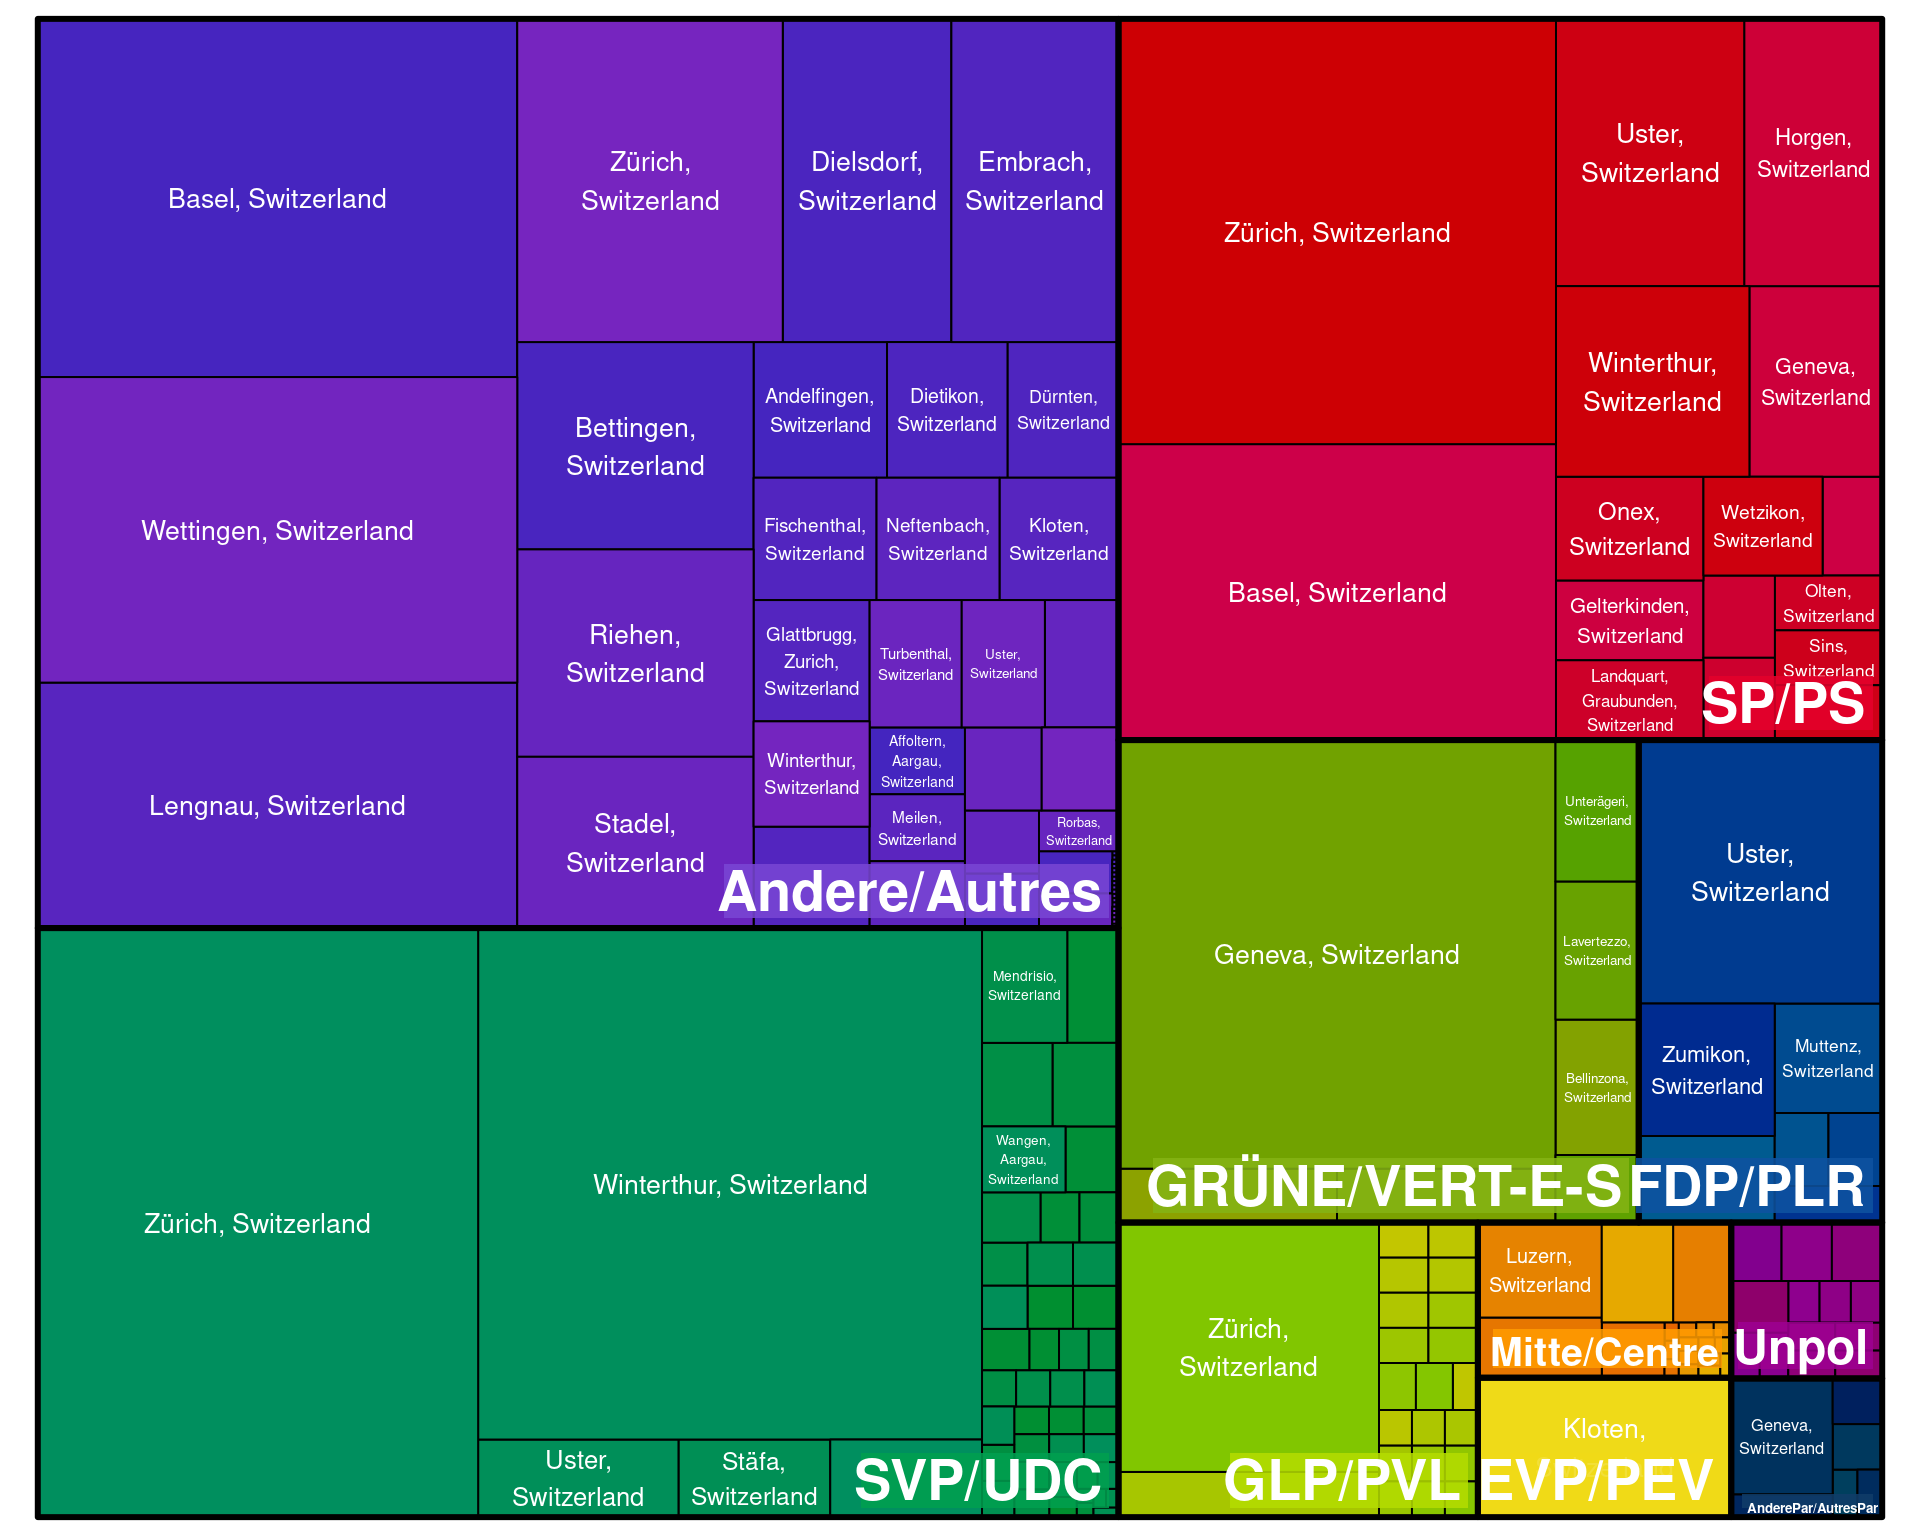 Basel, Switzerland
Wettingen, Switzerland
Lengnau, Switzerland
Zürich,
Switzerland
Dielsdorf,
Switzerland
Embrach,
Switzerland
Bettingen,
Switzerland
Riehen,
Switzerland
Stadel,
Switzerland
Andelfingen,
Switzerland
Dietikon,
Switzerland
Dürnten,
Switzerland
Fischenthal,
Switzerland
Neftenbach,
Switzerland
Kloten,
Switzerland
Glattbrugg,
Zurich,
Switzerland
Turbenthal,
Switzerland
Uster,
Switzerland
Winterthur,
Switzerland
Affoltern,
Aargau,
Switzerland
Meilen,
Switzerland
Rorbas,
Switzerland
Andere/Autres
Zürich, Switzerland
Basel, Switzerland
Uster,
Switzerland
Horgen,
Switzerland
Winterthur,
Switzerland
Geneva,
Switzerland
Onex,
Switzerland
Wetzikon,
Switzerland
Gelterkinden,
Switzerland
Olten,
Switzerland
Sins,
Switzerland
Landquart,
Graubunden,
Switzerland
SP/PS
Zürich, Switzerland
Winterthur, Switzerland
Uster,
Switzerland
Stäfa,
Switzerland
Mendrisio,
Switzerland
Wangen,
Aargau,
Switzerland
SVP/UDC
Geneva, Switzerland
Unterägeri,
Switzerland
Lavertezzo,
Switzerland
Bellinzona,
Switzerland
GRÜNE/VERT-E-S
Uster,
Switzerland
Zumikon,
Switzerland
Muttenz,
Switzerland
FDP/PLR
Zürich,
Switzerland
GLP/PVL
Luzern,
Switzerland
Mitte/Centre
Unpol
Kloten,
EVP/PEV
Geneva,
Switzerland
AnderePar/AutresPar